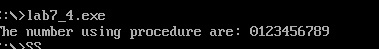 C:\>lab7_4.exe
The number using procedure are: 0123456789
C:\>SS